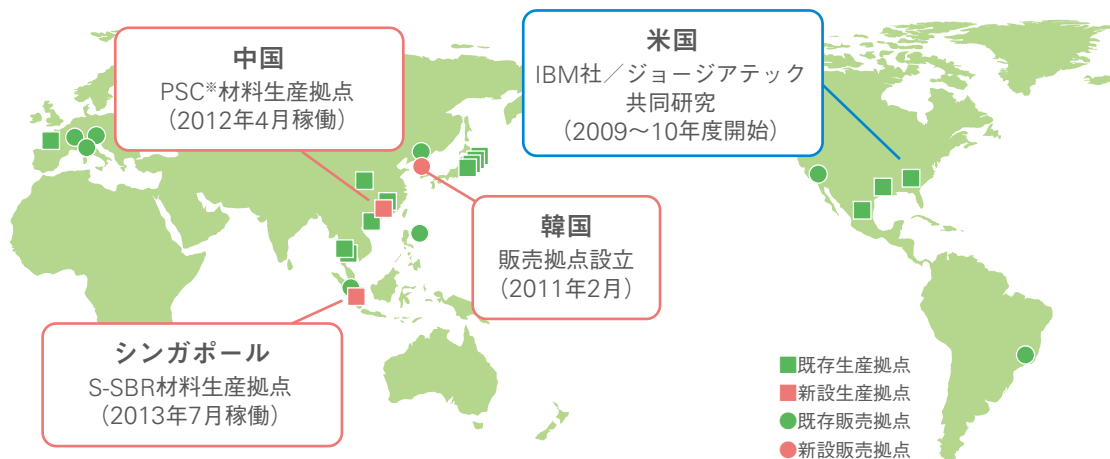 中国
PSC※材料生産拠点
（2012年4月稼働）
米国
IBM社／ジョージアテック
共同研究
（2009〜10年度開始）
韓国
販売拠点設立
（2011年2月）
シンガポール
S-SBR材料生産拠点
（2013年7月稼働）
既存生産拠点
新設生産拠点
既存販売拠点
新設販売拠点